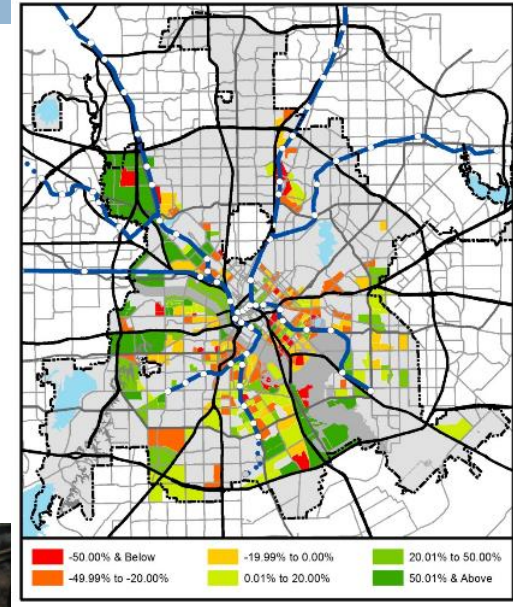 -50.00% & Below
-19.99% to 0.00%
20.01% to 50.00%
-49.99% to -20.00%
0.01% to 20.00%
50.01% & Above